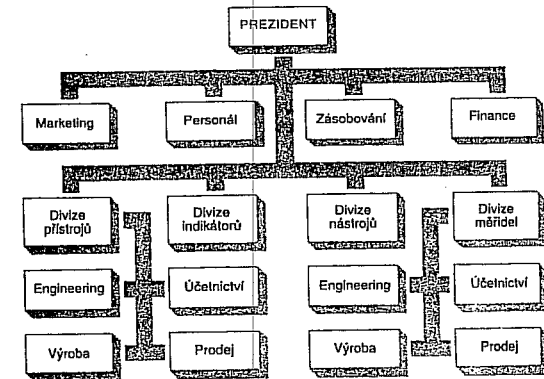 PREZIDENT
Marketing
Personál
Zásobování
Finance
Divize
přístrojů
Divize
indikátorů
Divize
nástrojů
Divize
měřidel
Engineering
Účetnictví
Engineering
Účetnictví
Výroba
Prodej
Výroba
Prodej